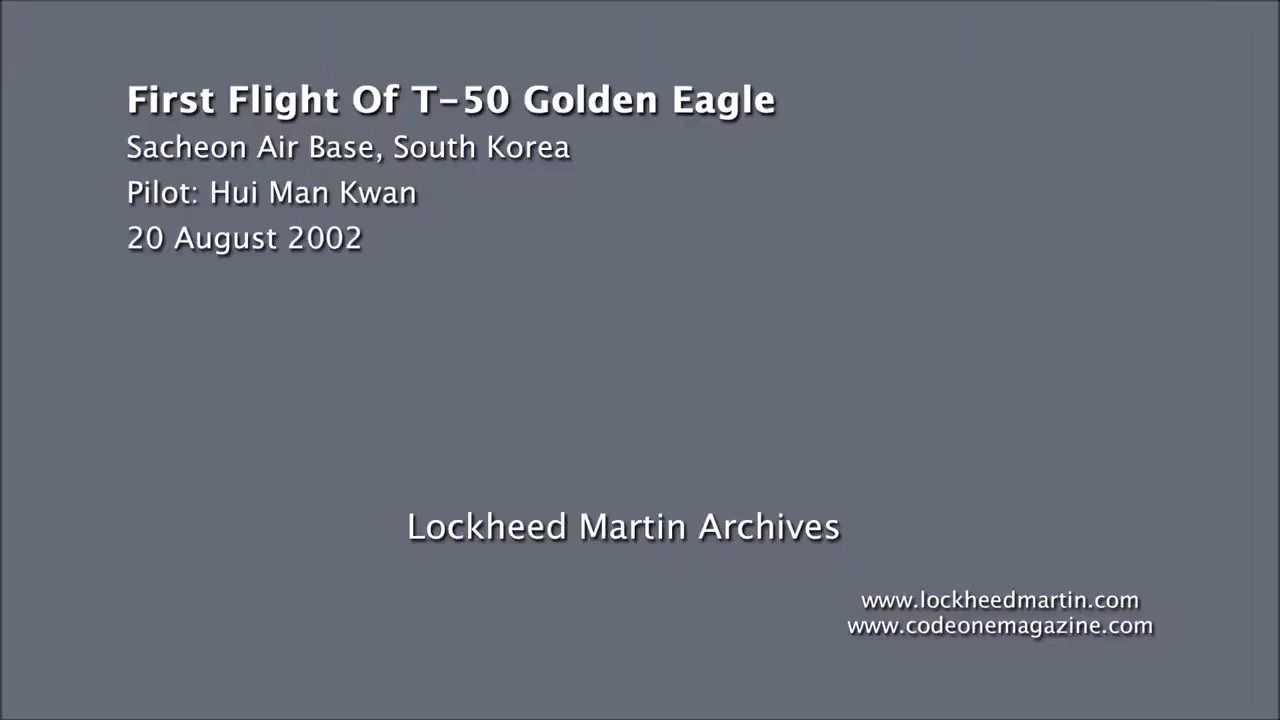 First Flight Of T-50 Golden Eagle
Sacheon Air Base, South Korea
Pilot: Hui Man Kwan
20 August 2002
Lockheed Martin Archives
www.lockheedmartin.com
www.codeonemagazine.com